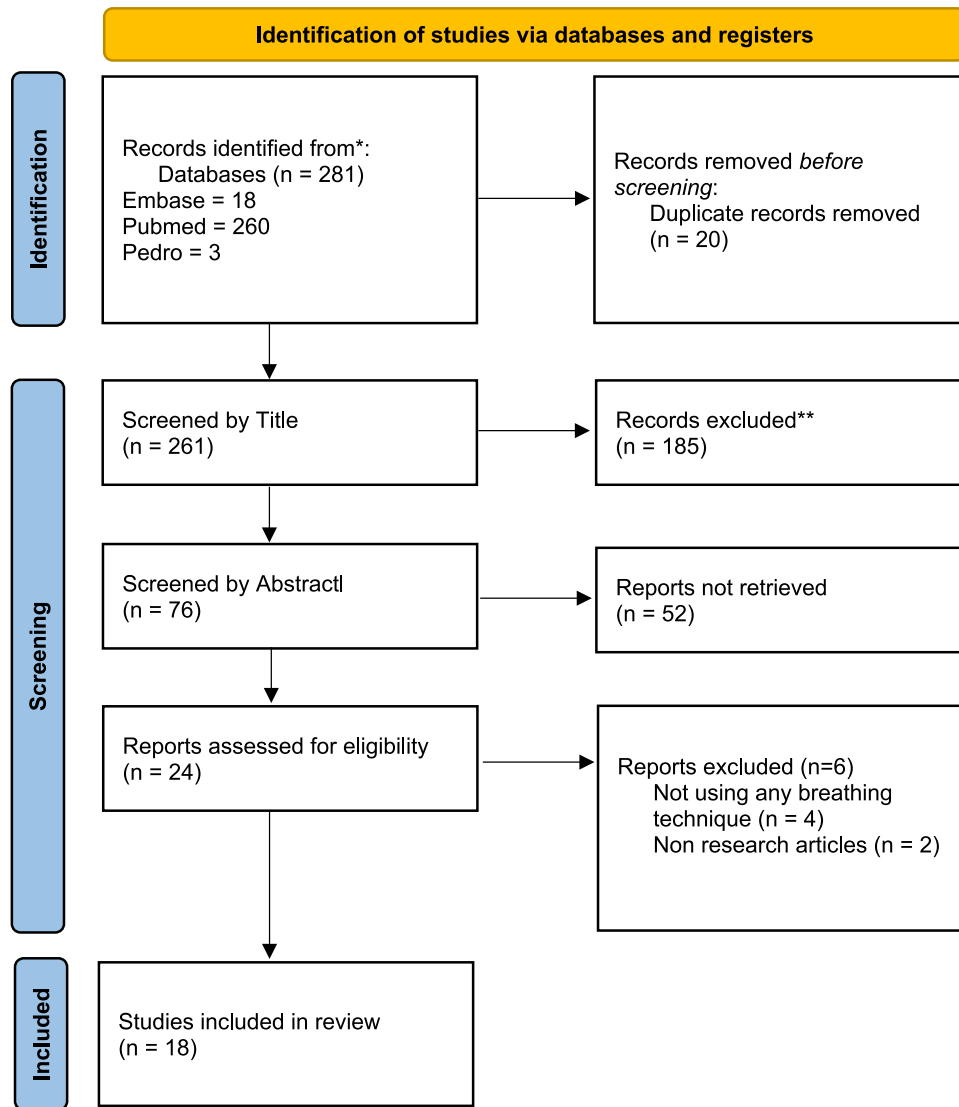 Identification of studies via databases and registers
Identification
Records identified from*:
Databases (n = 281)
Embase = 18
Pubmed = 260
Pedro = 3
Records removed before
screening:
Duplicate records removed
(n = 20)
Screening
Screened by Title
(n = 261)
Records excluded**
(n = 185)
Screened by Abstractl
(n = 76)
Reports not retrieved
(n = 52)
Reports assessed for eligibility
(n = 24)
Reports excluded (n=6)
Not using any breathing
technique (n = 4)
Non research articles (n = 2)
Included
Studies included in review
(n = 18)